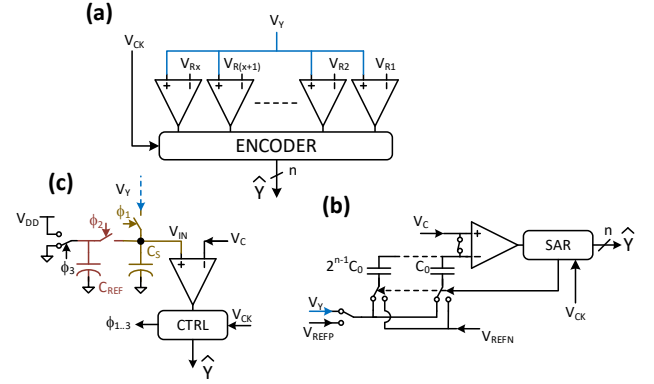 (a)
V_Y
V_CK
V_Rx
V_R(x+1)
V_R2
V_R1
+
+
+
+
ENCODER
n
Ŷ
(c)
V_Y
V_DD
ϕ_2
ϕ_1
ϕ_3
V_IN
V_C
C_S
C_REF
+
ϕ_1..3
CTRL
V_CK
Ŷ
(b)
V_C
+
−
SAR
n
Ŷ
2^n-1C_0
C_0
V_CK
V_Y
V_REFP
V_REFN